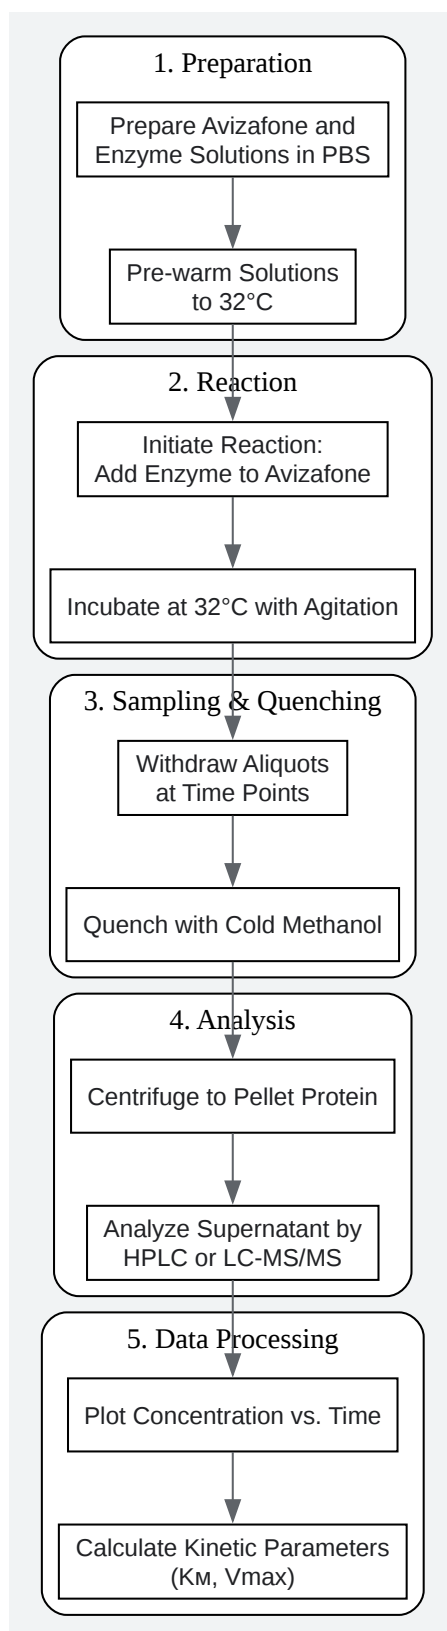 1. Preparation
Prepare Avizafone and
Enzyme Solutions in PBS
Pre-warm Solutions
to 32°C
2. Reaction
Initiate Reaction:
Add Enzyme to Avizafone
Incubate at 32°C with Agitation
3. Sampling & Quenching
Withdraw Aliquots
at Time Points
Quench with Cold Methanol
4. Analysis
Centrifuge to Pellet Protein
Analyze Supernatant by
HPLC or LC-MS/MS
5. Data Processing
Plot Concentration vs. Time
Calculate Kinetic Parameters
(Kᴍ, Vmax)